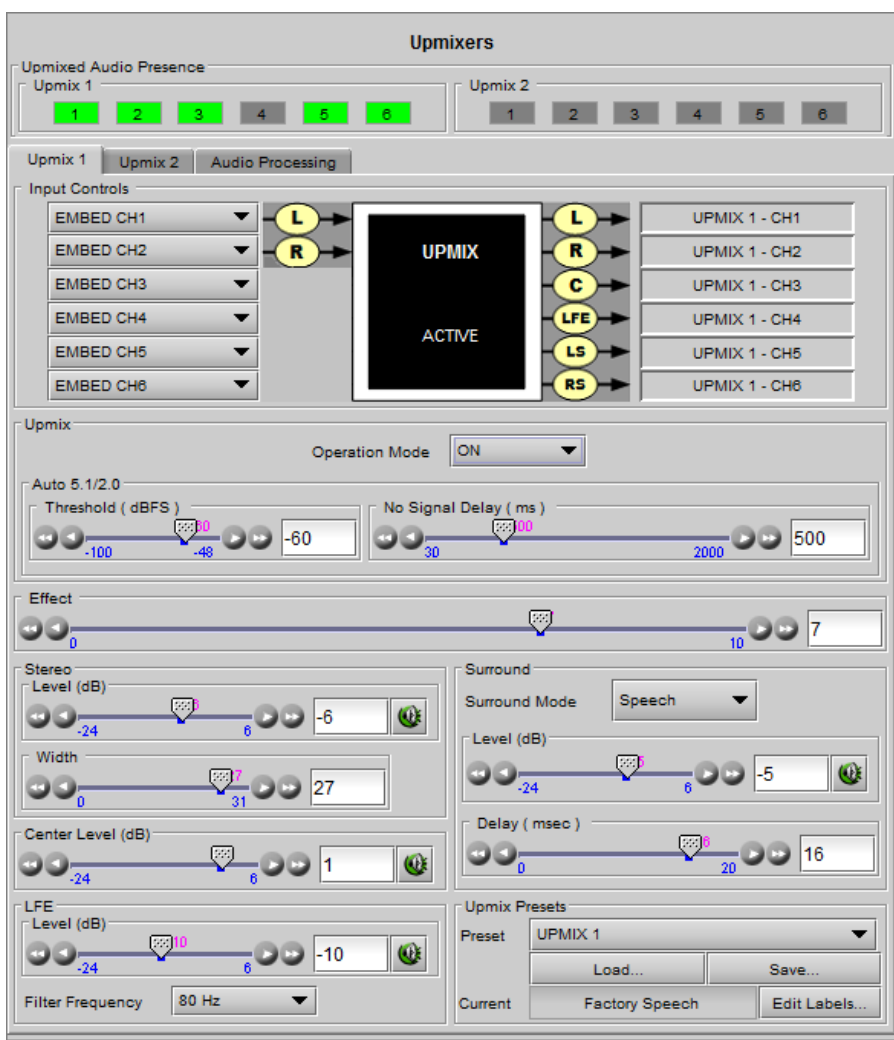 Upmixers
Upmixed Audio Presence
Upmix 1
1 2 3 4 5 6
Upmix 2
1 2 3 4 5 6
Upmix 1 Upmix 2 Audio Processing
Input Controls
EMBED CH1 L L UPMIX 1 - CH1
EMBED CH2 R UPMIX R UPMIX 1 - CH2
EMBED CH3 C UPMIX 1 - CH3
EMBED CH4 ACTIVE LFE UPMIX 1 - CH4
EMBED CH5 LS UPMIX 1 - CH5
EMBED CH6 RS UPMIX 1 - CH6
Upmix
Operation Mode ON
Auto 5.1/2.0
Threshold ( dBFS )
-100 -48 -60
No Signal Delay ( ms )
30 2000 500
Effect
0 10 7
Stereo
Level (dB)
-24 6 -6
Width
0 31 27
Center Level (dB)
-24 6 1
LFE
Level (dB)
10
-24 6 -10
Filter Frequency 80 Hz
Surround
Surround Mode Speech
Level (dB)
-24 6 -5
Delay ( msec )
0 20 16
Upmix Presets
Preset UPMIX 1
Load... Save...
Current Factory Speech Edit Labels...